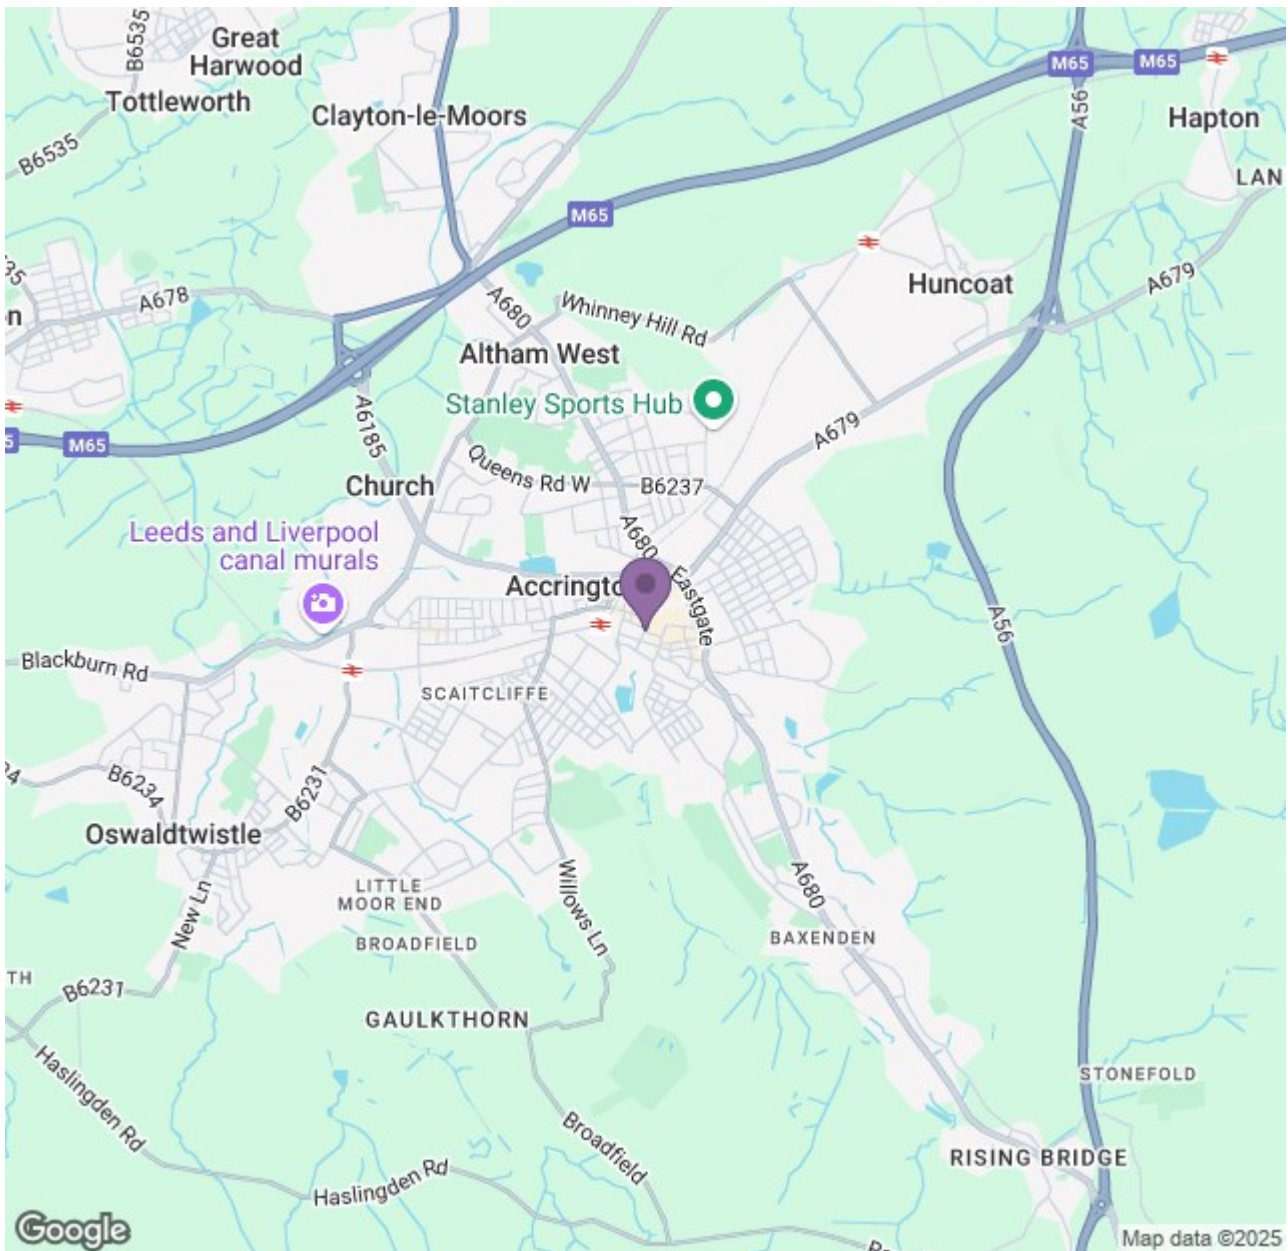 Great
Harwood
B6535
Tottleworth
Clayton-le-Moors
M65
M65
A56
Hapton
B6535
LAN
M65
Huncoat
A679
A678
A680
Whinney Hill Rd
Altham West
Stanley Sports Hub
M65
A6185
A679
Queens Rd W
B6237
Church
Leeds and Liverpool
canal murals
A680
Eastgate
A56
Blackburn Rd
SCAITCLIFFE
B6234
B6231
Oswaldtwistle
LITTLE
MOOR END
Willows Ln
A680
New Ln
BROADFIELD
BAXENDEN
TH
B6231
GAULKTHORN
Haslingden Rd
STONEFOLD
Broadfield
RISING BRIDGE
Haslingden Rd
Google
Map data ©2025